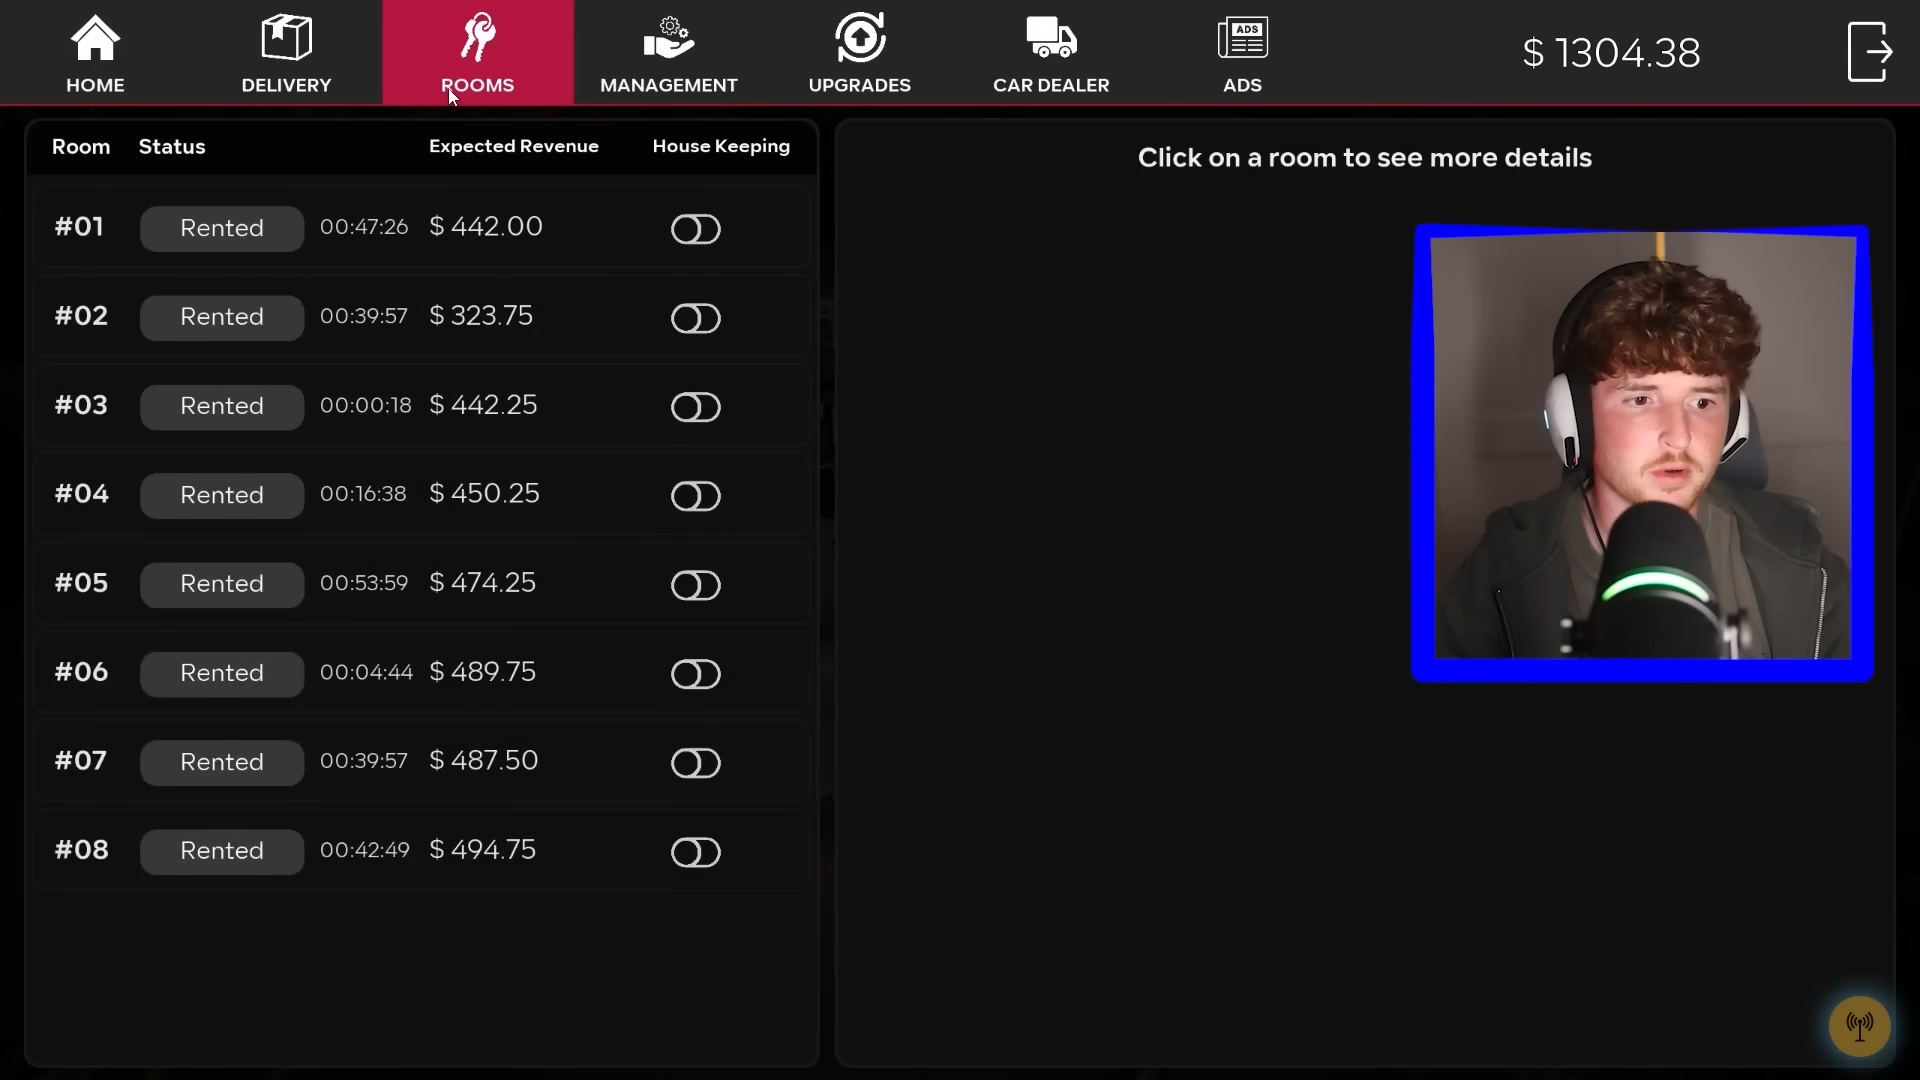 HOME
DELIVERY
ROOMS
MANAGEMENT
UPGRADES
CAR DEALER
ADS
ADS
$ 1304.38
Room Status Expected Revenue House Keeping
#01 Rented 00:47:26 $ 442.00
#02 Rented 00:39:57 $ 323.75
#03 Rented 00:00:18 $ 442.25
#04 Rented 00:16:38 $ 450.25
#05 Rented 00:53:59 $ 474.25
#06 Rented 00:04:44 $ 489.75
#07 Rented 00:39:57 $ 487.50
#08 Rented 00:42:49 $ 494.75
Click on a room to see more details